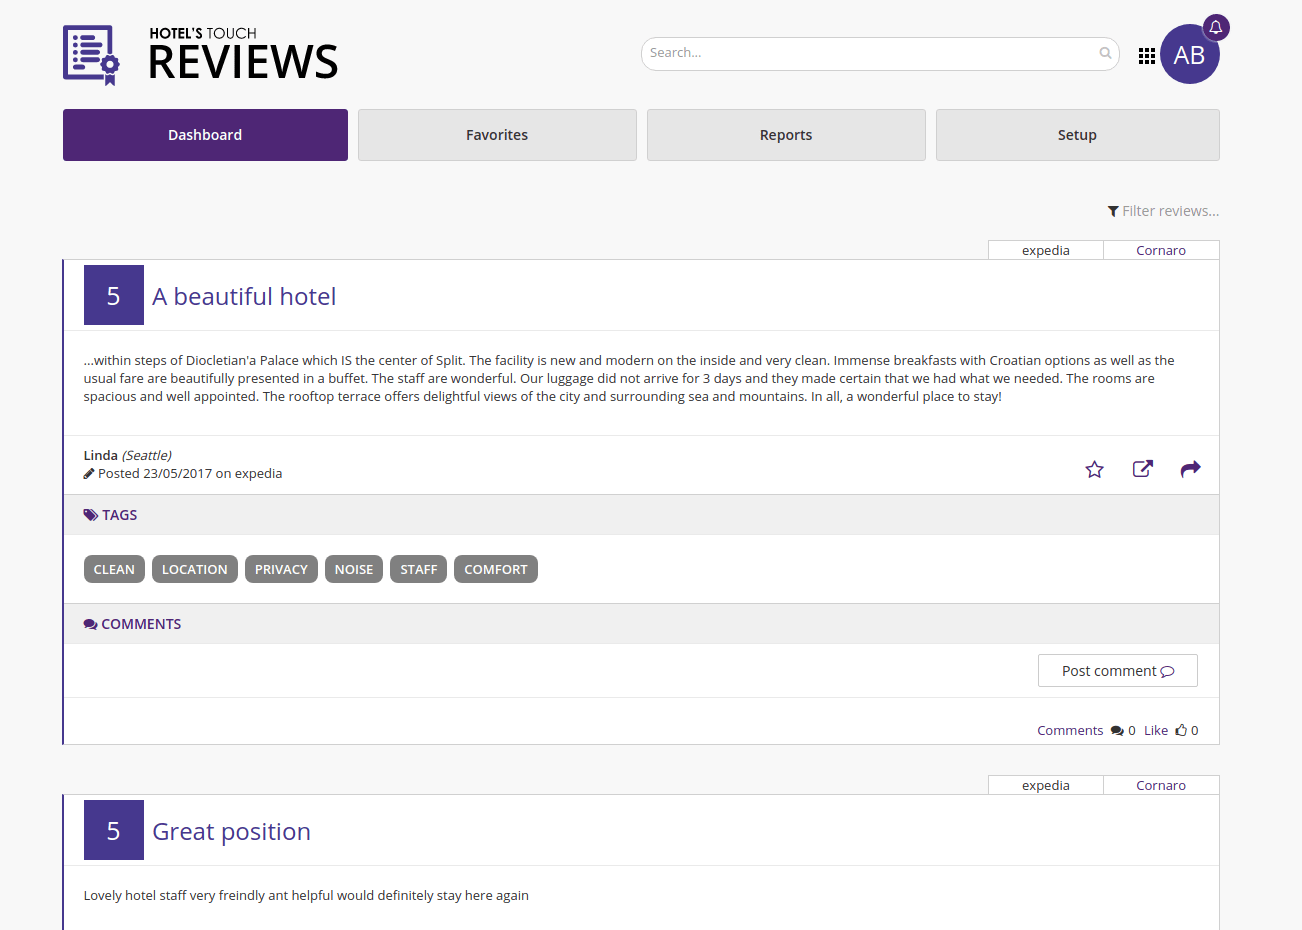 HOTEL'S TOUCH
REVIEWS
Search...
AB
Dashboard
Favorites
Reports
Setup
Filter reviews...
expedia
Cornaro
5
A beautiful hotel
...within steps of Diocletian'a Palace which IS the center of Split. The facility is new and modern on the inside and very clean. Immense breakfasts with Croatian options as well as the
usual fare are beautifully presented in a buffet. The staff are wonderful. Our luggage did not arrive for 3 days and they made certain that we had what we needed. The rooms are
spacious and well appointed. The rooftop terrace offers delightful views of the city and surrounding sea and mountains. In all, a wonderful place to stay!
Linda (Seattle)
Posted 23/05/2017 on expedia
TAGS
CLEAN
LOCATION
PRIVACY
NOISE
STAFF
COMFORT
COMMENTS
Post comment
Comments 0 Like 0
expedia
Cornaro
5
Great position
Lovely hotel staff very freindly ant helpful would definitely stay here again